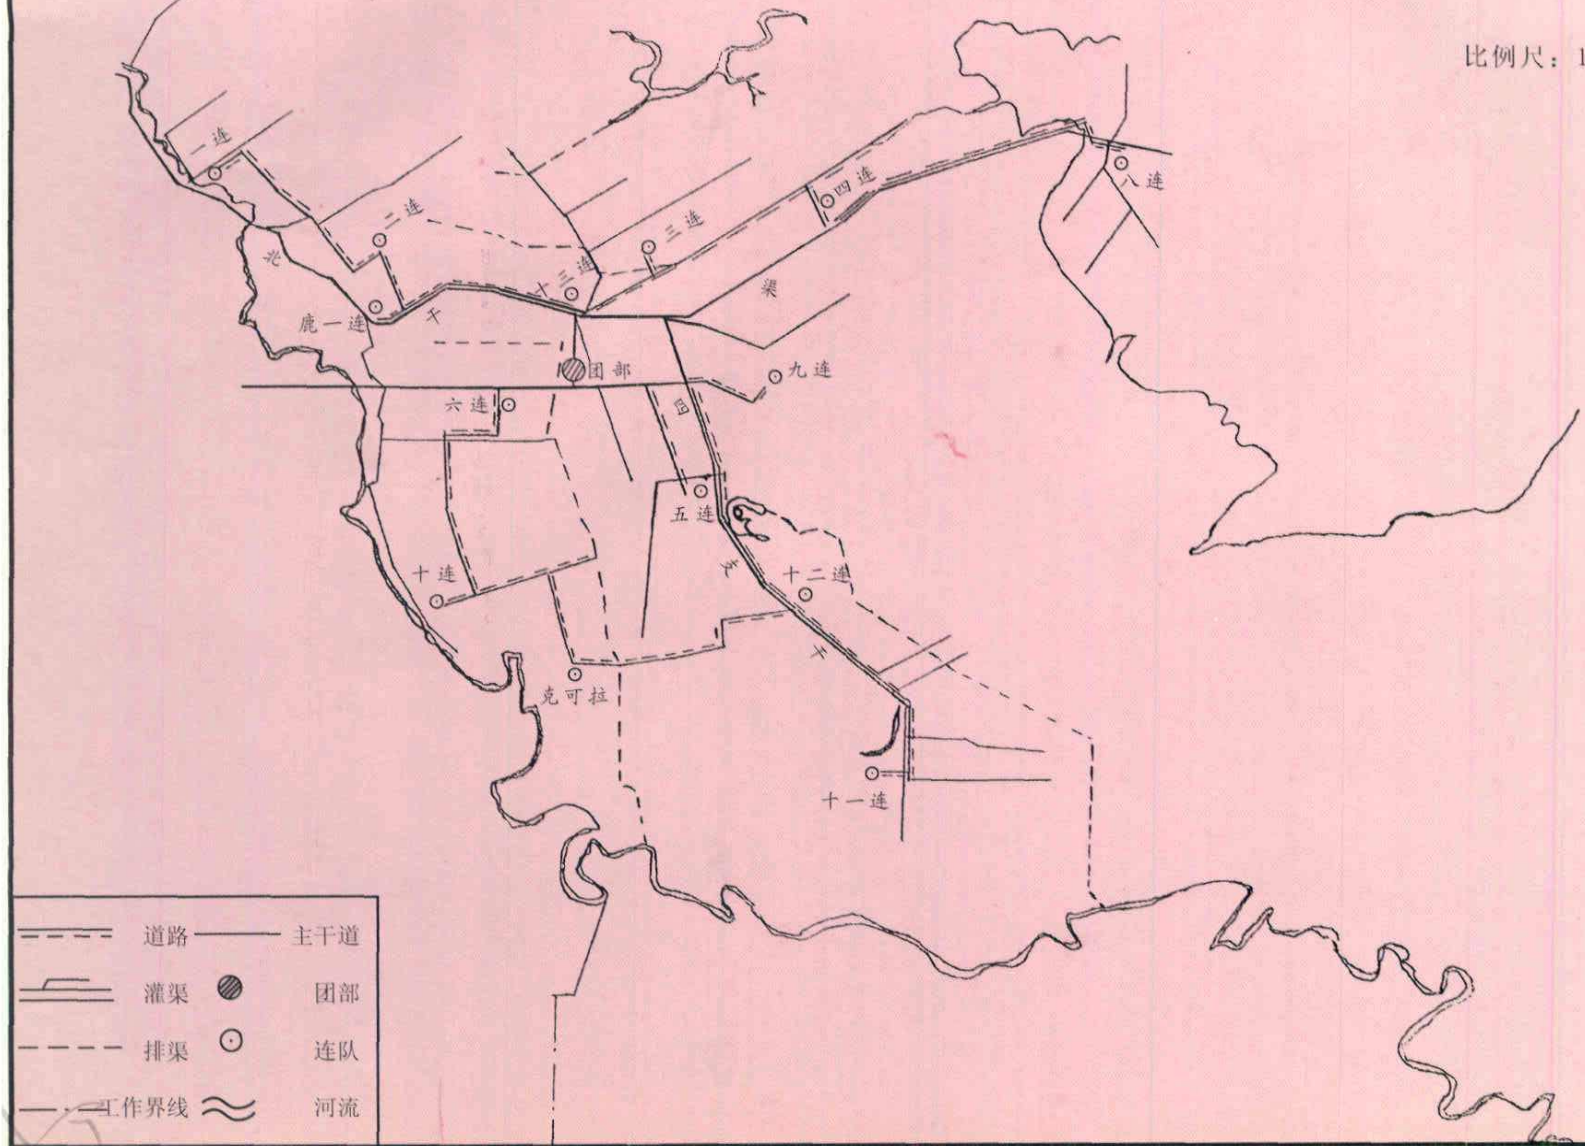 比例尺：1
一连
二连
三连
四连
八连
十三连
总
干
渠
鹿一连
团部
九连
六连
四
五连
支
十连
十二连
干
克可拉
十一连
道路 主干道
灌渠 团部
排渠 连队
工作界线 河流